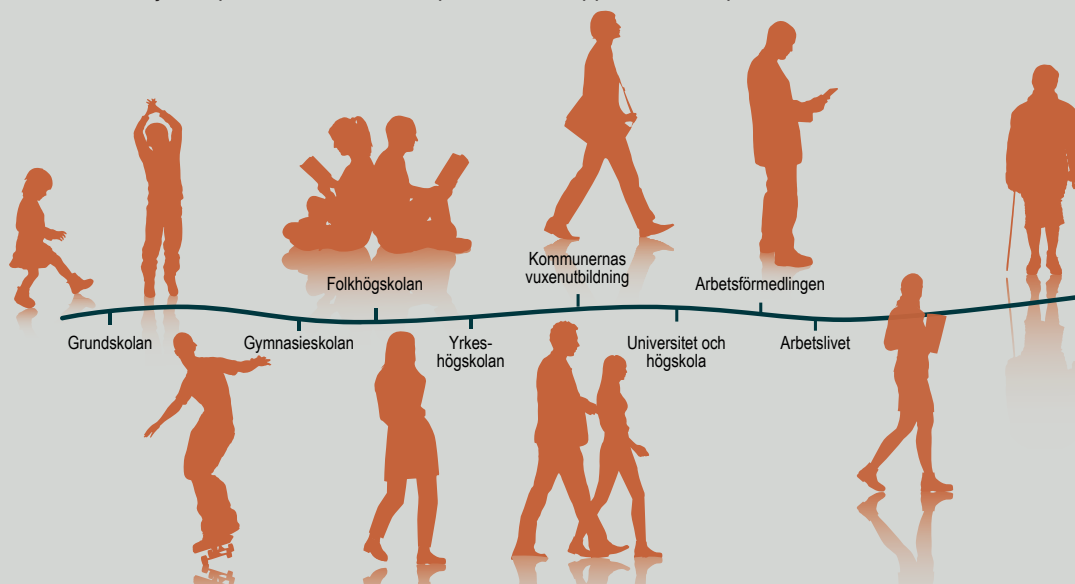 Folkhögskolan
Kommunernas
vuxenutbildning
Arbetsförmedlingen
Grundskolan
Gymnasieskolan
Yrkes-
högskolan
Universitet och
högskola
Arbetslivet